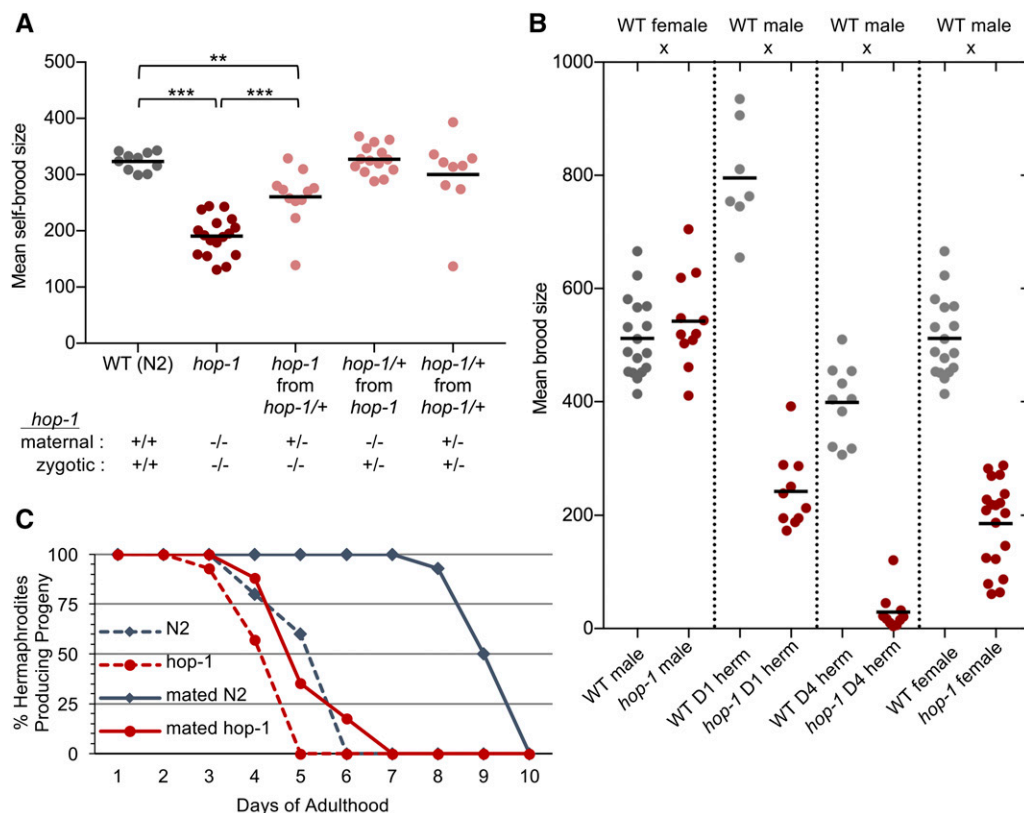 A
500
400
300
200
100
0
Mean self-brood size
**
***
***
WT (N2)
hop-1
hop-1
from
hop-1/+
hop-1/+
from
hop-1
hop-1/+
from
hop-1/+
hop-1
maternal : +/+ -/- +/- -/- +/-
zygotic : +/+ -/- -/- +/- +/-
B
WT female
x
WT male
x
WT male
x
WT male
x
1000
800
600
400
200
0
Mean brood size
WT male
hop-1 male
WT D1 herm
hop-1 D1 herm
WT D4 herm
hop-1 D4 herm
WT female
hop-1 female
C
100
75
50
25
0
% Hermaphrodites
Producing Progeny
N2
hop-1
mated N2
mated hop-1
1 2 3 4 5 6 7 8 9 10
Days of Adulthood